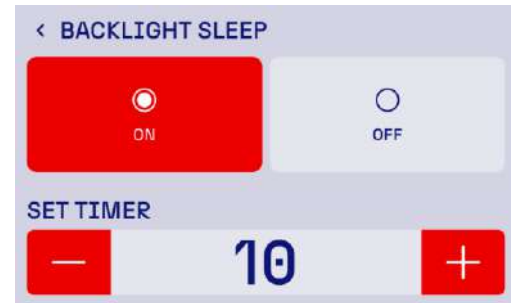 < BACKLIGHT SLEEP
ON
OFF
SET TIMER
— 10 +